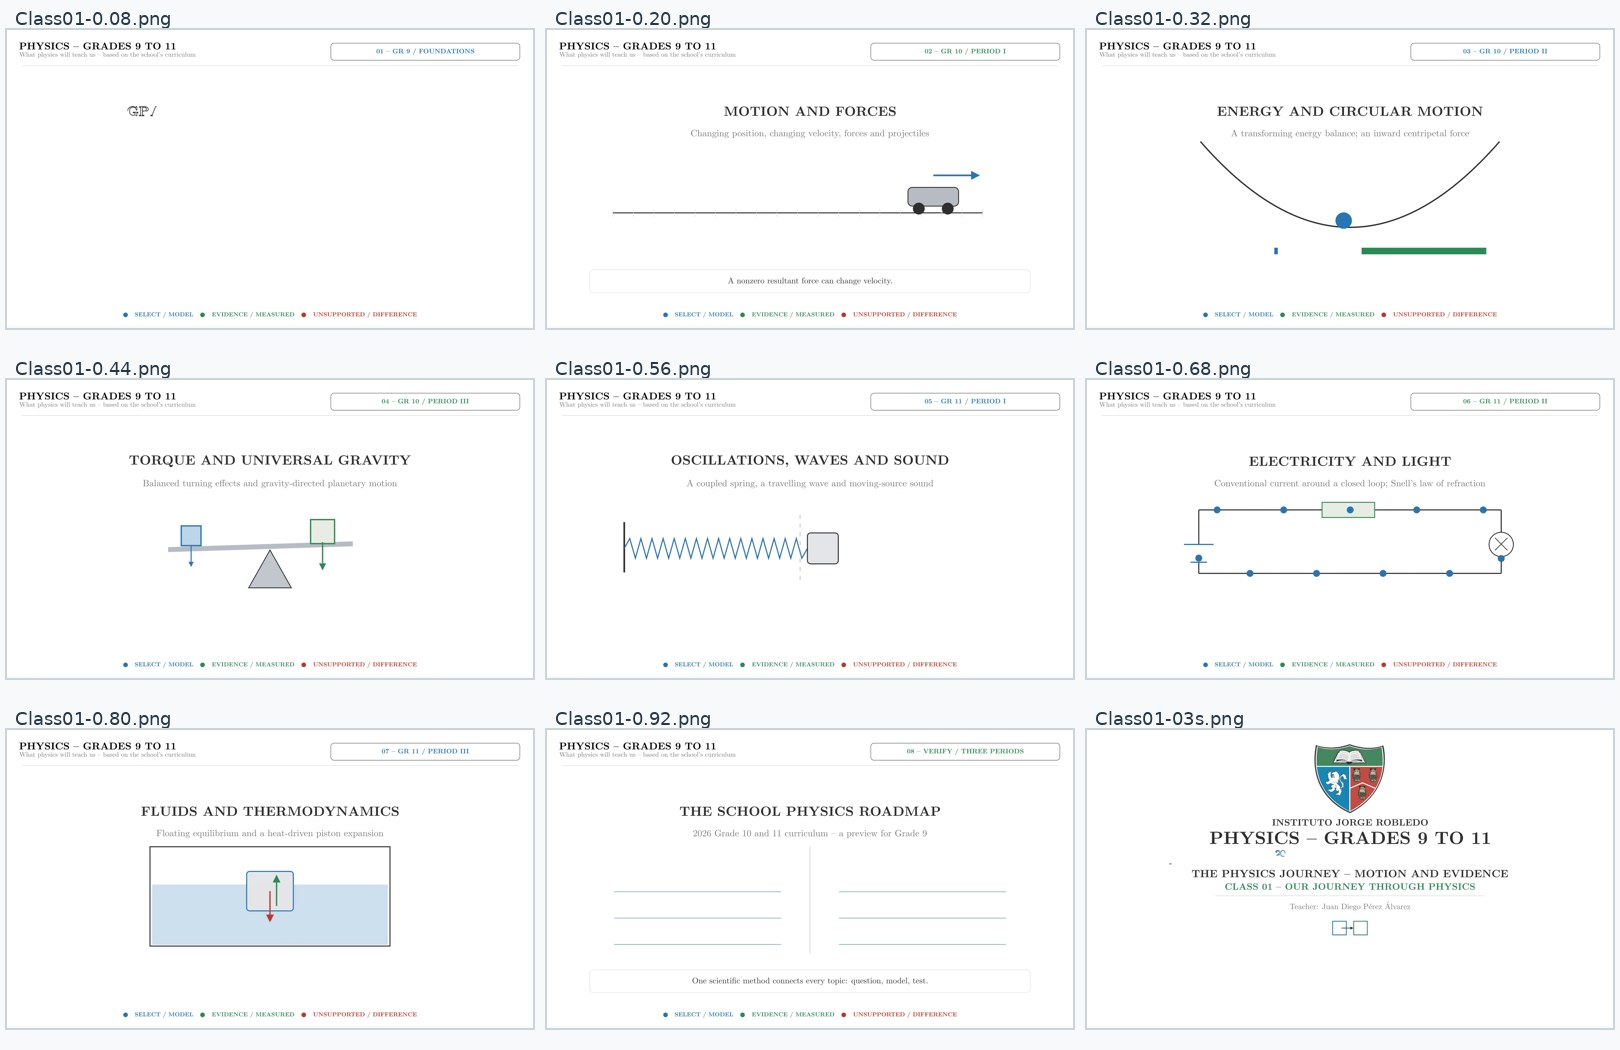 Class01-0.08.png
PHYSICS – GRADES 9 TO 11
What physics will teach us – based on the school's curriculum
01 – GR 9 / FOUNDATIONS
SELECT / MODEL EVIDENCE / MEASURED UNSUPPORTED / DIFFERENCE
Class01-0.20.png
PHYSICS – GRADES 9 TO 11
What physics will teach us – based on the school's curriculum
02 – GR 10 / PERIOD I
MOTION AND FORCES
Changing position, changing velocity, forces and projectiles
A nonzero resultant force can change velocity.
SELECT / MODEL EVIDENCE / MEASURED UNSUPPORTED / DIFFERENCE
Class01-0.32.png
PHYSICS – GRADES 9 TO 11
What physics will teach us – based on the school's curriculum
03 – GR 10 / PERIOD II
ENERGY AND CIRCULAR MOTION
A transforming energy balance; an inward centripetal force
SELECT / MODEL EVIDENCE / MEASURED UNSUPPORTED / DIFFERENCE
Class01-0.44.png
PHYSICS – GRADES 9 TO 11
What physics will teach us – based on the school's curriculum
04 – GR 10 / PERIOD III
TORQUE AND UNIVERSAL GRAVITY
Balanced turning effects and gravity-directed planetary motion
SELECT / MODEL EVIDENCE / MEASURED UNSUPPORTED / DIFFERENCE
Class01-0.56.png
PHYSICS – GRADES 9 TO 11
What physics will teach us – based on the school's curriculum
05 – GR 11 / PERIOD I
OSCILLATIONS, WAVES AND SOUND
A coupled spring, a travelling wave and moving-source sound
SELECT / MODEL EVIDENCE / MEASURED UNSUPPORTED / DIFFERENCE
Class01-0.68.png
PHYSICS – GRADES 9 TO 11
What physics will teach us – based on the school's curriculum
06 – GR 11 / PERIOD II
ELECTRICITY AND LIGHT
Conventional current around a closed loop; Snell's law of refraction
SELECT / MODEL EVIDENCE / MEASURED UNSUPPORTED / DIFFERENCE
Class01-0.80.png
PHYSICS – GRADES 9 TO 11
What physics will teach us – based on the school's curriculum
07 – GR 11 / PERIOD III
FLUIDS AND THERMODYNAMICS
Floating equilibrium and a heat-driven piston expansion
SELECT / MODEL EVIDENCE / MEASURED UNSUPPORTED / DIFFERENCE
Class01-0.92.png
PHYSICS – GRADES 9 TO 11
What physics will teach us – based on the school's curriculum
08 – VERIFY / THREE PERIODS
THE SCHOOL PHYSICS ROADMAP
2026 Grade 10 and 11 curriculum – a preview for Grade 9
One scientific method connects every topic: question, model, test.
SELECT / MODEL EVIDENCE / MEASURED UNSUPPORTED / DIFFERENCE
Class01-03s.png
INSTITUTO JORGE ROBLEDO
PHYSICS – GRADES 9 TO 11
THE PHYSICS JOURNEY – MOTION AND EVIDENCE
CLASS 01 – OUR JOURNEY THROUGH PHYSICS
Teacher: Juan Diego Pérez Álvarez